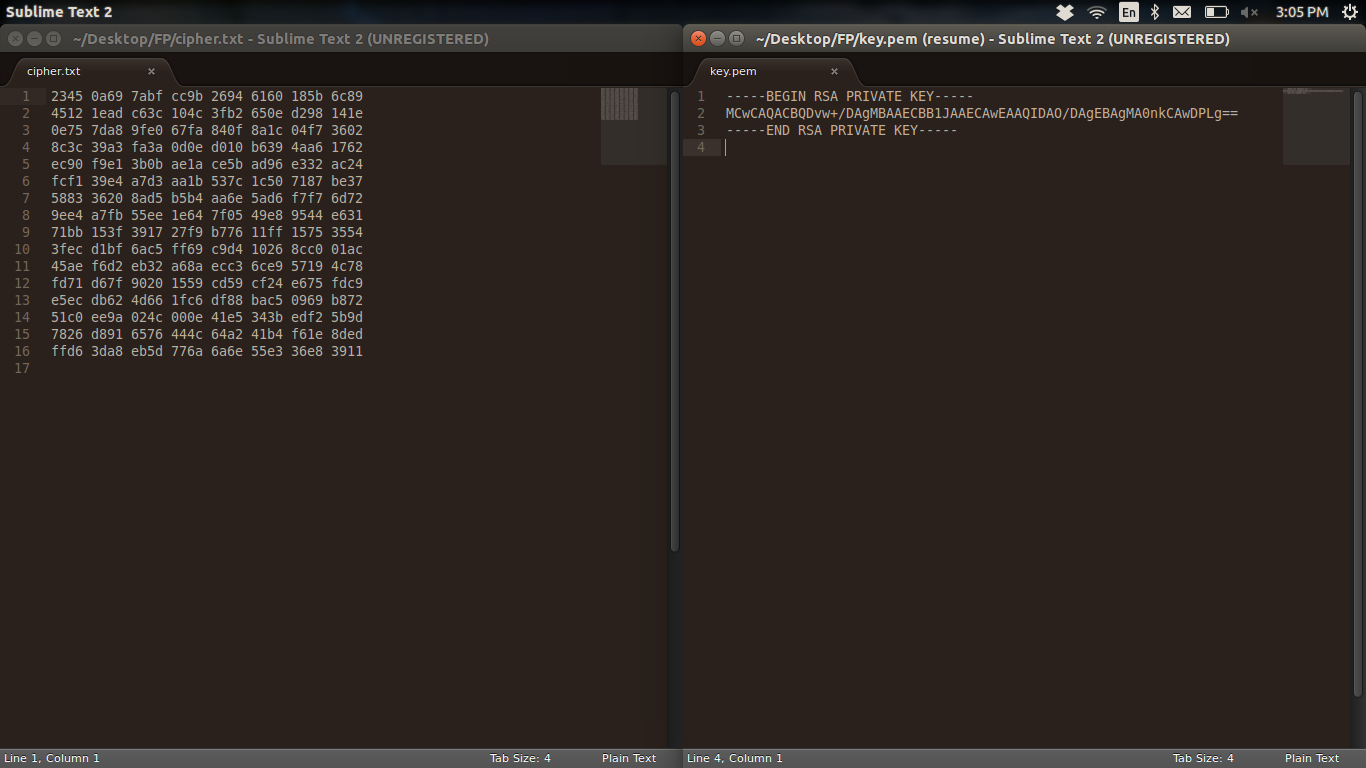 Sublime Text 2
En
3:05 PM
~/Desktop/FP/cipher.txt - Sublime Text 2 (UNREGISTERED)
cipher.txt
1 2345 0a69 7abf cc9b 2694 6160 185b 6c89
2 4512 1ead c63c 104c 3fb2 650e d298 141e
3 0e75 7da8 9fe0 67fa 840f 8a1c 04f7 3602
4 8c3c 39a3 fa3a 0d0e d010 b639 4aa6 1762
5 ec90 f9e1 3b0b ae1a ce5b ad96 e332 ac24
6 fcf1 39e4 a7d3 aa1b 537c 1c50 7187 be37
7 5883 3620 8ad5 b5b4 aa6e 5ad6 f7f7 6d72
8 9ee4 a7fb 55ee 1e64 7f05 49e8 9544 e631
9 71bb 153f 3917 27f9 b776 11ff 1575 3554
10 3fec d1bf 6ac5 ff69 c9d4 1026 8cc0 01ac
11 45ae f6d2 eb32 a68a ecc3 6ce9 5719 4c78
12 fd71 d67f 9020 1559 cd59 cf24 e675 fdc9
13 e5ec db62 4d66 1fc6 df88 bac5 0969 b872
14 51c0 ee9a 024c 000e 41e5 343b edf2 5b9d
15 7826 d891 6576 444c 64a2 41b4 f61e 8ded
16 ffd6 3da8 eb5d 776a 6a6e 55e3 36e8 3911
17
Line 1, Column 1
Tab Size: 4
Plain Text
~/Desktop/FP/key.pem (resume) - Sublime Text 2 (UNREGISTERED)
key.pem
1 -----BEGIN RSA PRIVATE KEY-----
2 MCwCAQACBQDvw+/DAgMBAAECBB1JAAECAwEAAQIDAO/DAgEBAgMA0nkCAwDPLg==
3 -----END RSA PRIVATE KEY-----
4
Line 4, Column 1
Tab Size: 4
Plain Text